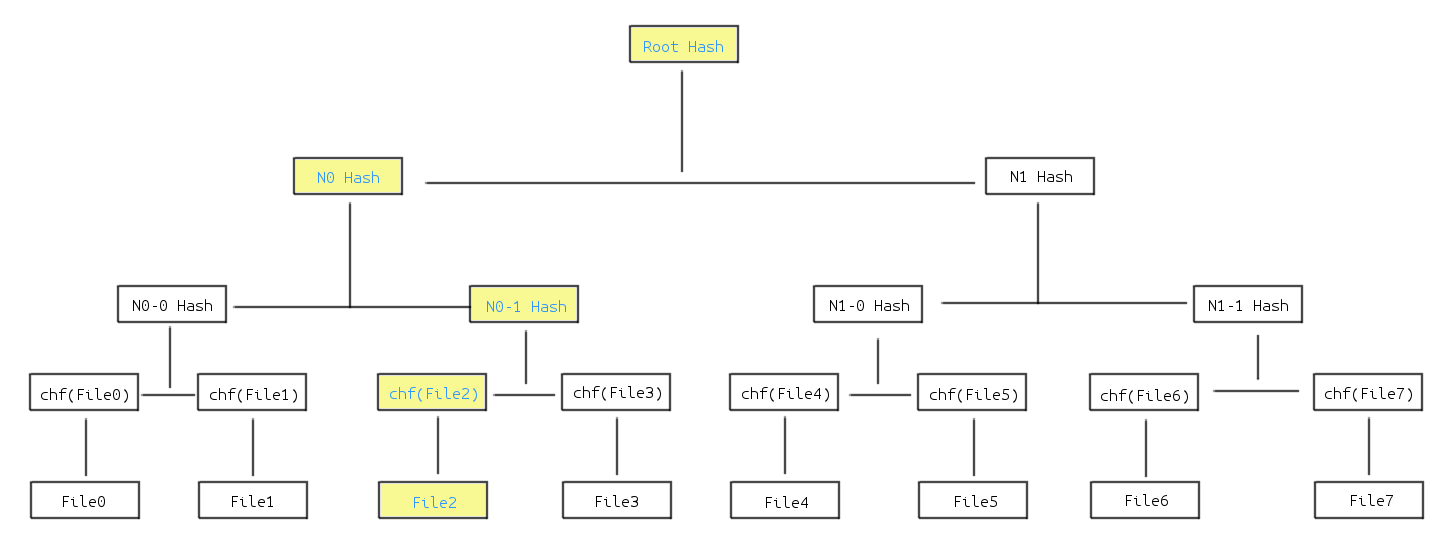 Root Hash
N0 Hash
N1 Hash
N0-0 Hash
N0-1 Hash
N1-0 Hash
N1-1 Hash
chf(File0)
chf(File1)
chf(File2)
chf(File3)
chf(File4)
chf(File5)
chf(File6)
chf(File7)
File0
File1
File2
File3
File4
File5
File6
File7